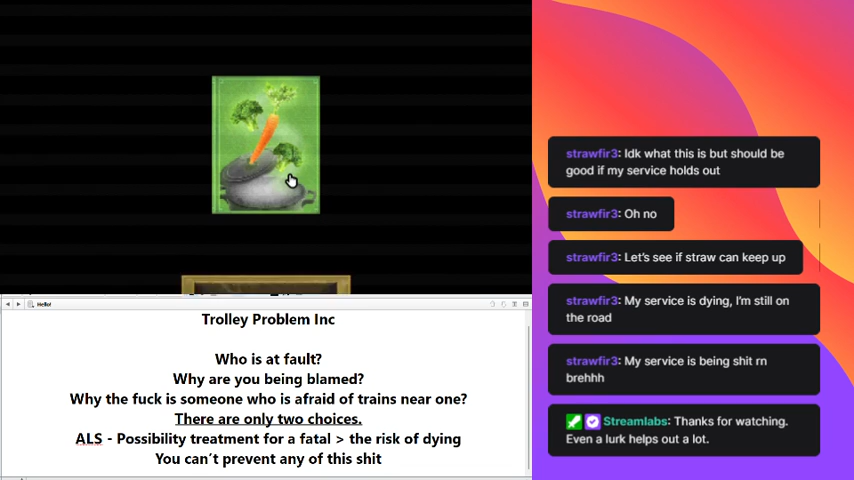 Hello!
Trolley Problem Inc
Who is at fault?
Why are you being blamed?
Why the fuck is someone who is afraid of trains near one?
There are only two choices.
ALS - Possibility treatment for a fatal > the risk of dying
You can't prevent any of this shit
strawfir3: Idk what this is but should be
good if my service holds out
strawfir3: Oh no
strawfir3: Let's see if straw can keep up
strawfir3: My service is dying, I'm still on
the road
strawfir3: My service is being shit rn
brehhh
Streamlabs: Thanks for watching.
Even a lurk helps out a lot.